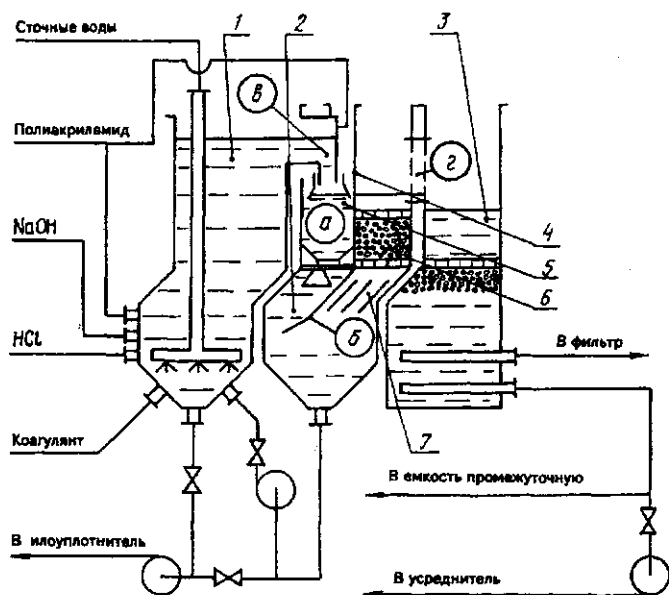 Сточные воды
1
2
3
в
Полиакриламид
г
а
NaOH
4
5
6
HCl
б
В фильтр
Коагулянт
7
В емкость промежуточную
В илоуплотнитель
В усреднитель